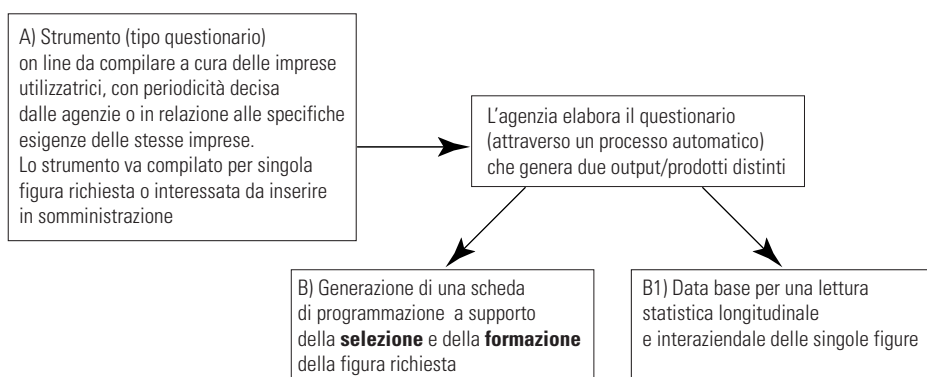 A) Strumento (tipo questionario)
on line da compilare a cura delle imprese
utilizzatrici, con periodicità decisa
dalle agenzie o in relazione alle specifiche
esigenze delle stesse imprese.
Lo strumento va compilato per singola
figura richiesta o interessata da inserire
in somministrazione
L’agenzia elabora il questionario
(attraverso un processo automatico)
che genera due output/prodotti distinti
B) Generazione di una scheda
di programmazione a supporto
della selezione e della formazione
della figura richiesta
B1) Data base per una lettura
statistica longitudinale
e interaziendale delle singole figure